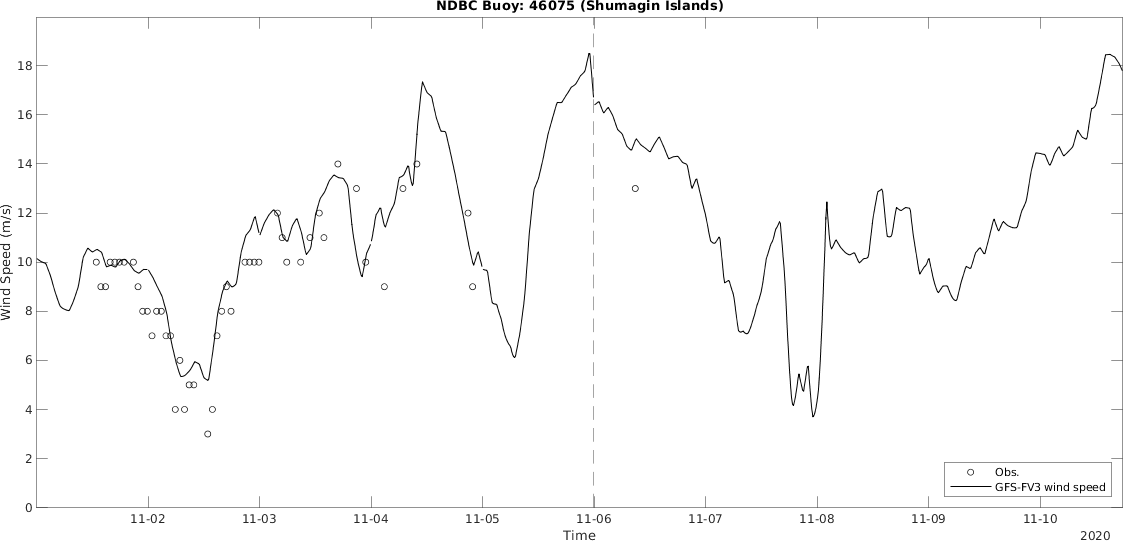 NDBC Buoy: 46075 (Shumagin Islands)
18
16
14
12
10
8
6
4
2
0
Wind Speed (m/s)
Obs.
GFS-FV3 wind speed
11-02 11-03 11-04 11-05 11-06 11-07 11-08 11-09 11-10
Time
2020